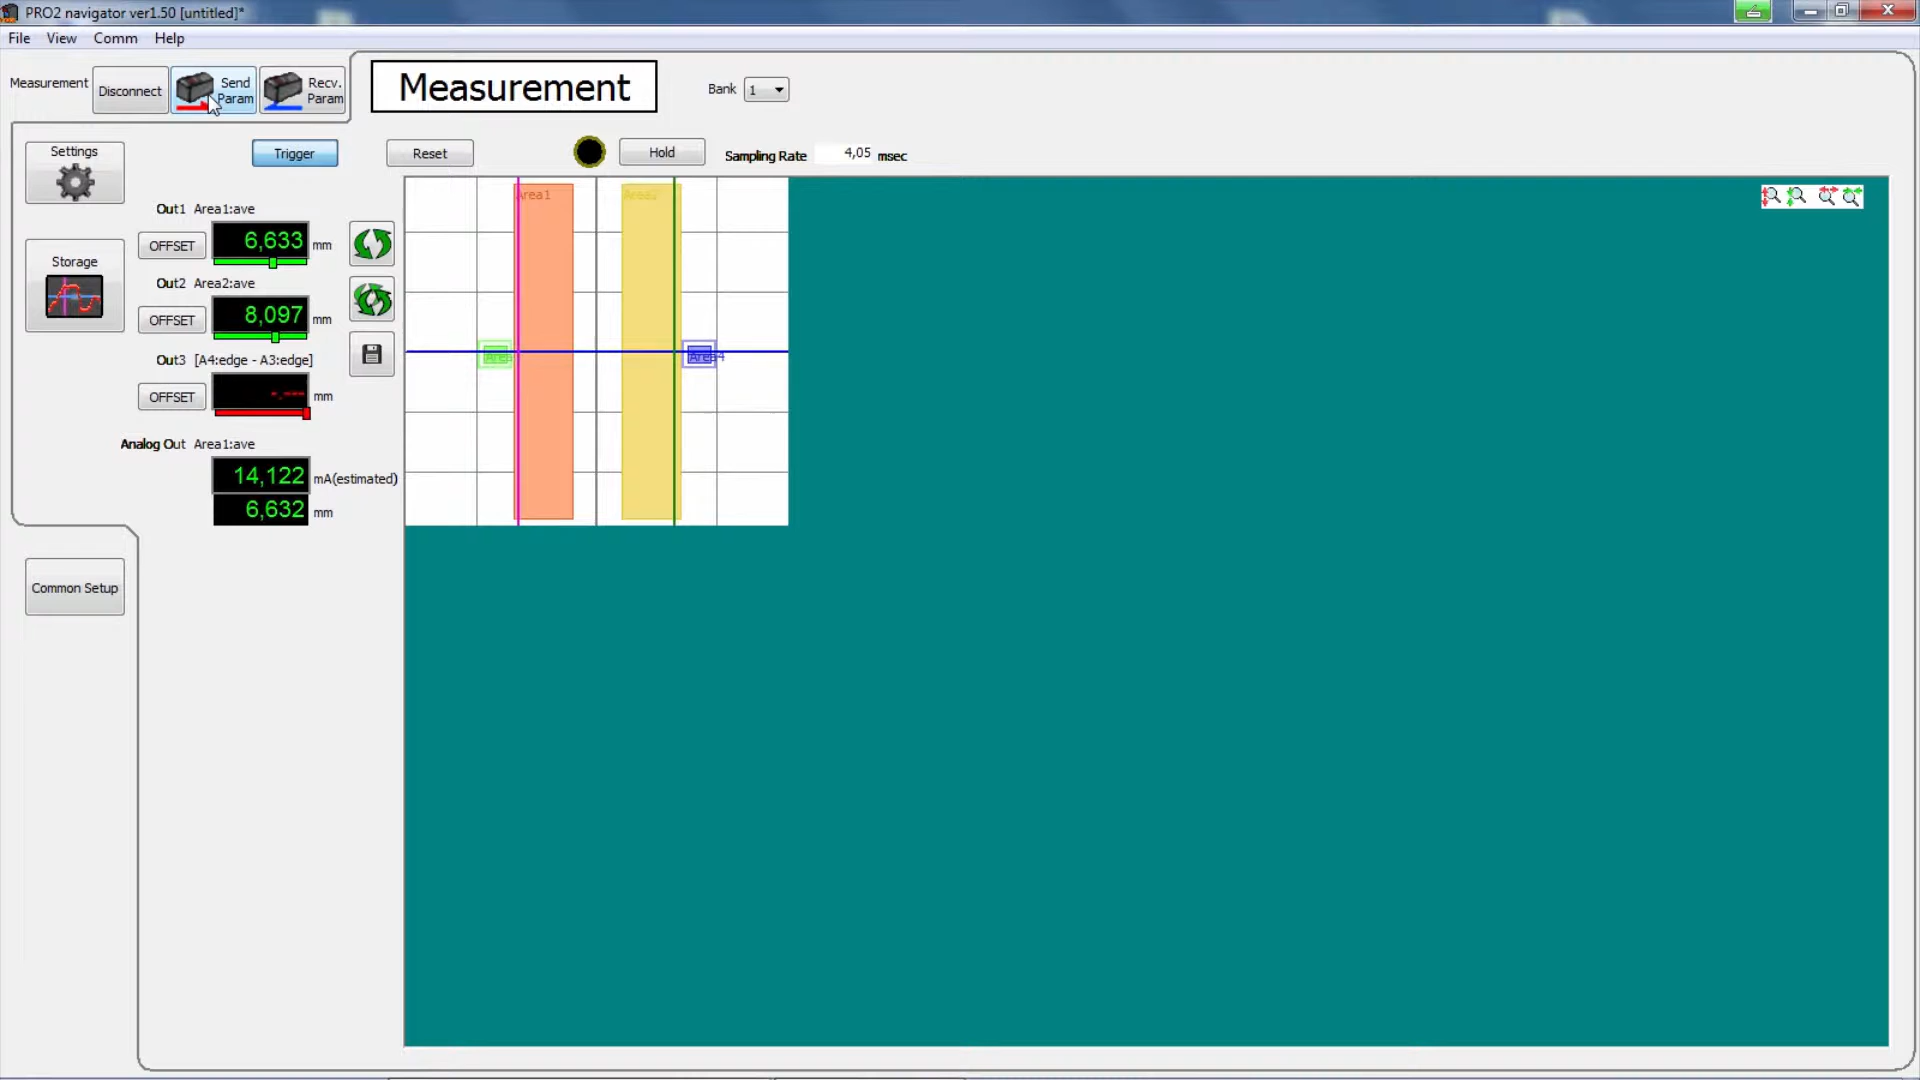 PRO2 navigator ver1.50 [untitled]*
File View Comm Help
Measurement
Disconnect
Send
Param
Recv.
Param
Measurement
Bank 1
Settings
Trigger
Reset
Hold
Sampling Rate 4,05 msec
Storage
Out1 Area1:ave
OFFSET 6,633 mm
Out2 Area2:ave
OFFSET 8,097 mm
Out3 [A4:edge - A3:edge]
OFFSET -.--- mm
Analog Out Area1:ave
14,122 mA(estimated)
6,632 mm
Common Setup
Area1